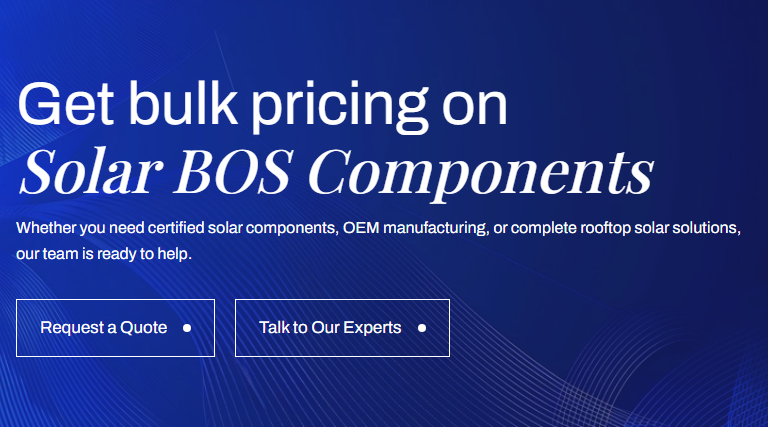 Get bulk pricing on
Solar BOS Components
Whether you need certified solar components, OEM manufacturing, or complete rooftop solar solutions,
our team is ready to help.
Request a Quote
Talk to Our Experts